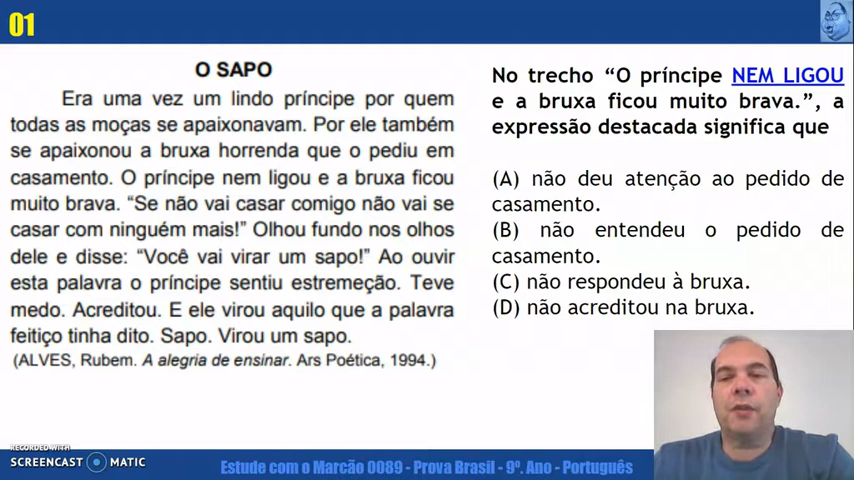 01
O SAPO
Era uma vez um lindo príncipe por quem
todas as moças se apaixonavam. Por ele também
se apaixonou a bruxa horrenda que o pediu em
casamento. O príncipe nem ligou e a bruxa ficou
muito brava. “Se não vai casar comigo não vai se
casar com ninguém mais!” Olhou fundo nos olhos
dele e disse: “Você vai virar um sapo!” Ao ouvir
esta palavra o príncipe sentiu estremeção. Teve
medo. Acreditou. E ele virou aquilo que a palavra
feitiço tinha dito. Sapo. Virou um sapo.
(ALVES, Rubem. A alegria de ensinar. Ars Poética, 1994.)
No trecho “O príncipe NEM LIGOU
e a bruxa ficou muito brava.”, a
expressão destacada significa que
(A) não deu atenção ao pedido de
casamento.
(B) não entendeu o pedido de
casamento.
(C) não respondeu à bruxa.
(D) não acreditou na bruxa.
RECORDED WITH
SCREENCAST MATIC
Estude com o Marcão 0089 - Prova Brasil - 9º. Ano - Português